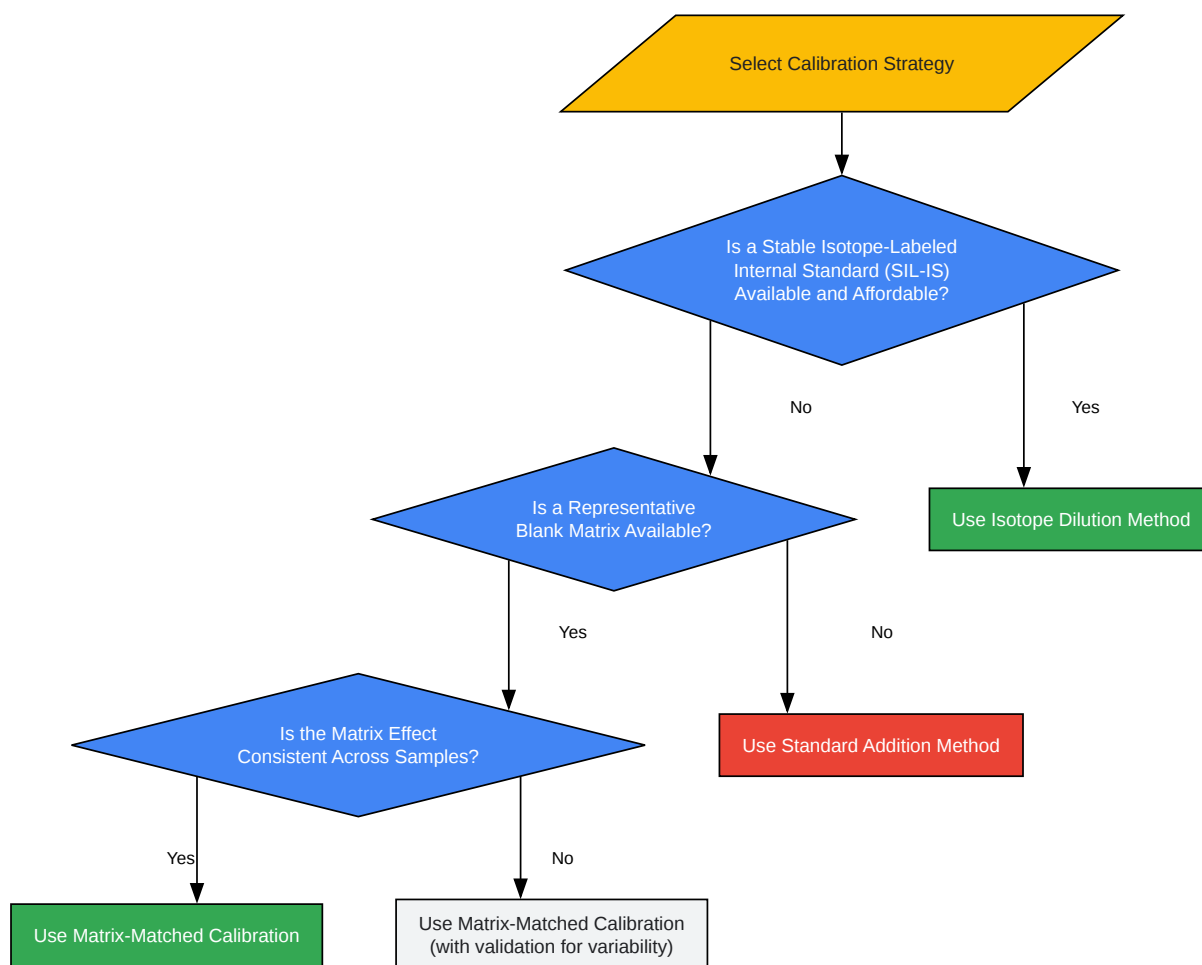 Select Calibration Strategy
Is a Stable Isotope-Labeled
Internal Standard (SIL-IS)
Available and Affordable?
No
Yes
Is a Representative
Blank Matrix Available?
Use Isotope Dilution Method
Yes
No
Is the Matrix Effect
Consistent Across Samples?
Use Standard Addition Method
Yes
No
Use Matrix-Matched Calibration
Use Matrix-Matched Calibration
(with validation for variability)